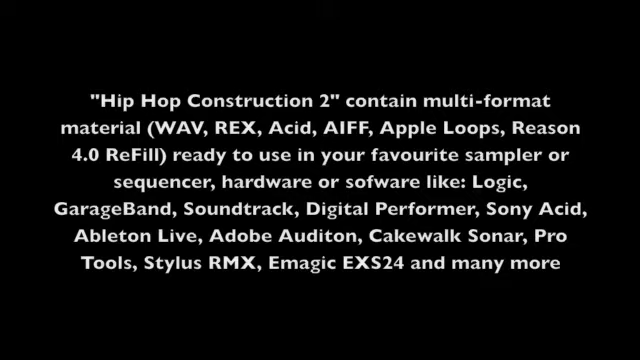 "Hip Hop Construction 2" contain multi-format
material (WAV, REX, Acid, AIFF, Apple Loops, Reason
4.0 ReFill) ready to use in your favourite sampler or
sequencer, hardware or sofware like: Logic,
GarageBand, Soundtrack, Digital Performer, Sony Acid,
Ableton Live, Adobe Auditon, Cakewalk Sonar, Pro
Tools, Stylus RMX, Emagic EXS24 and many more